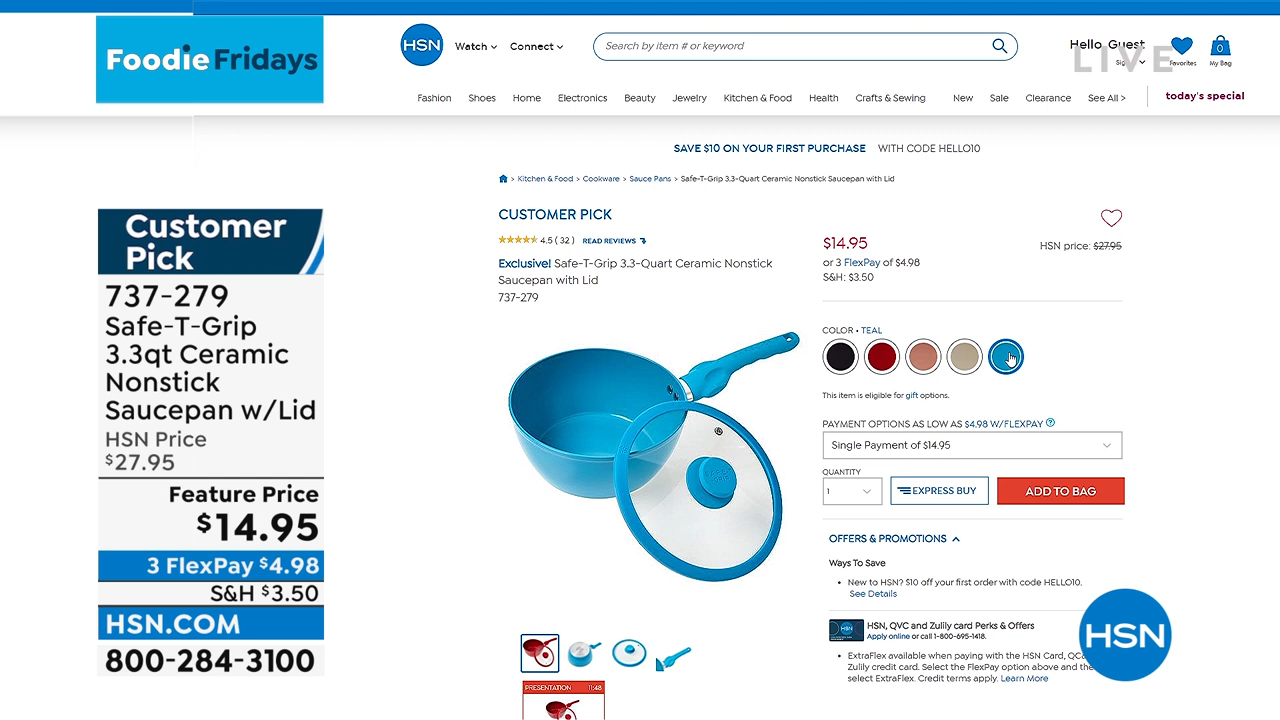 Foodie Fridays
HSN
Watch
Connect
Search by item # or keyword
Hello, Guest
LIVE
Favorites
0
My Bag
Fashion
Shoes
Home
Electronics
Beauty
Jewelry
Kitchen & Food
Health
Crafts & Sewing
New
Sale
Clearance
See All >
today's special
SAVE $10 ON YOUR FIRST PURCHASE WITH CODE HELLO10
> Kitchen & Food > Cookware > Sauce Pans > Safe-T-Grip 3.3-Quart Ceramic Nonstick Saucepan with Lid
Customer
Pick
737-279
Safe-T-Grip
3.3qt Ceramic
Nonstick
Saucepan w/Lid
HSN Price
$27.95
Feature Price
$14.95
3 FlexPay $4.98
S&H $3.50
HSN.COM
800-284-3100
CUSTOMER PICK
4.5 ( 32 ) READ REVIEWS
Exclusive! Safe-T-Grip 3.3-Quart Ceramic Nonstick
Saucepan with Lid
737-279
$14.95
HSN price: $27.95
or 3 FlexPay of $4.98
S&H: $3.50
COLOR • TEAL
This item is eligible for gift options.
PAYMENT OPTIONS AS LOW AS $4.98 W/FLEXPAY ?
Single Payment of $14.95
QUANTITY
1
EXPRESS BUY
ADD TO BAG
OFFERS & PROMOTIONS
Ways To Save
• New to HSN? $10 off your first order with code HELLO10.
See Details
HSN, QVC and Zulily card Perks & Offers
Apply online or call 1-800-695-1418.
• ExtraFlex available when paying with the HSN Card,
Zulily credit card. Select the FlexPay option above and the
select ExtraFlex. Credit terms apply. Learn More
HSN
PRESENTATION 11:48